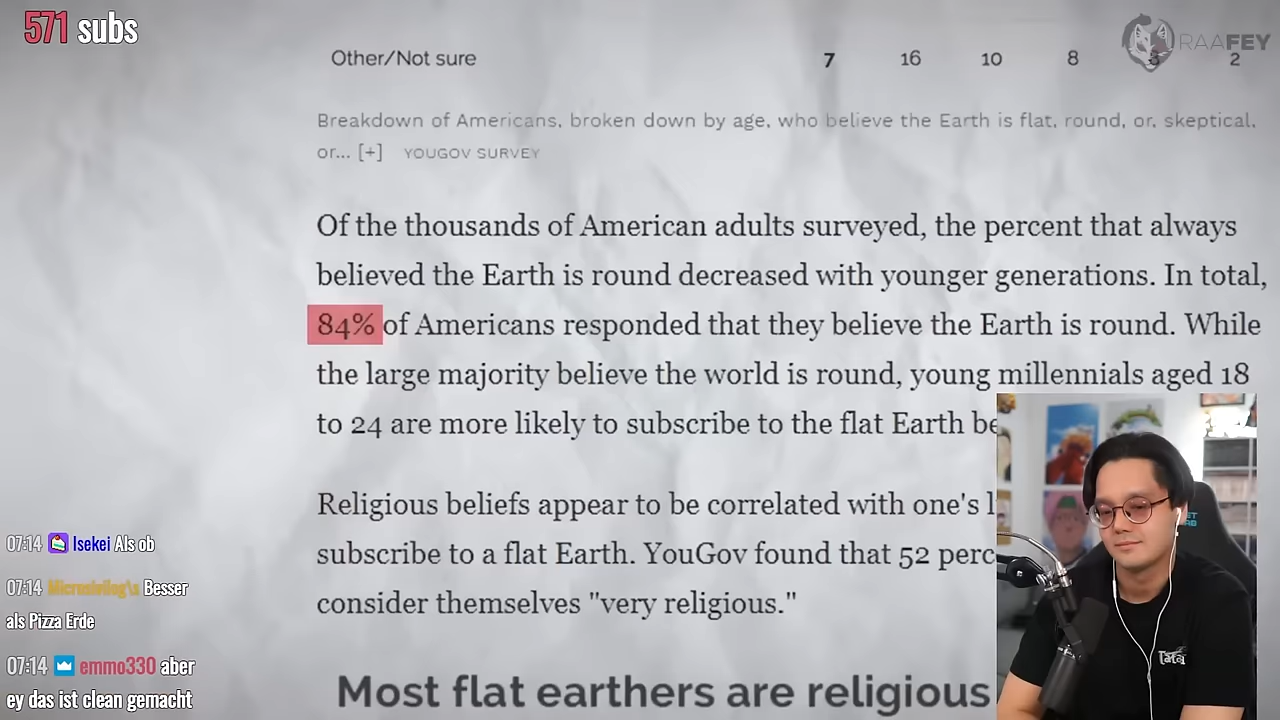 571 subs
RAAFEY
Other/Not sure 7 16 10 8 2
Breakdown of Americans, broken down by age, who believe the Earth is flat, round, or, skeptical,
or... [+] YOUGOV SURVEY
Of the thousands of American adults surveyed, the percent that always
believed the Earth is round decreased with younger generations. In total,
84% of Americans responded that they believe the Earth is round. While
the large majority believe the world is round, young millennials aged 18
to 24 are more likely to subscribe to the flat Earth be
Religious beliefs appear to be correlated with one's l
subscribe to a flat Earth. YouGov found that 52 perc
consider themselves "very religious."
Most flat earthers are religious
07:14 Isekei Als ob
07:14 Besser
als Pizza Erde
07:14 emmo330 aber
ey das ist clean gemacht